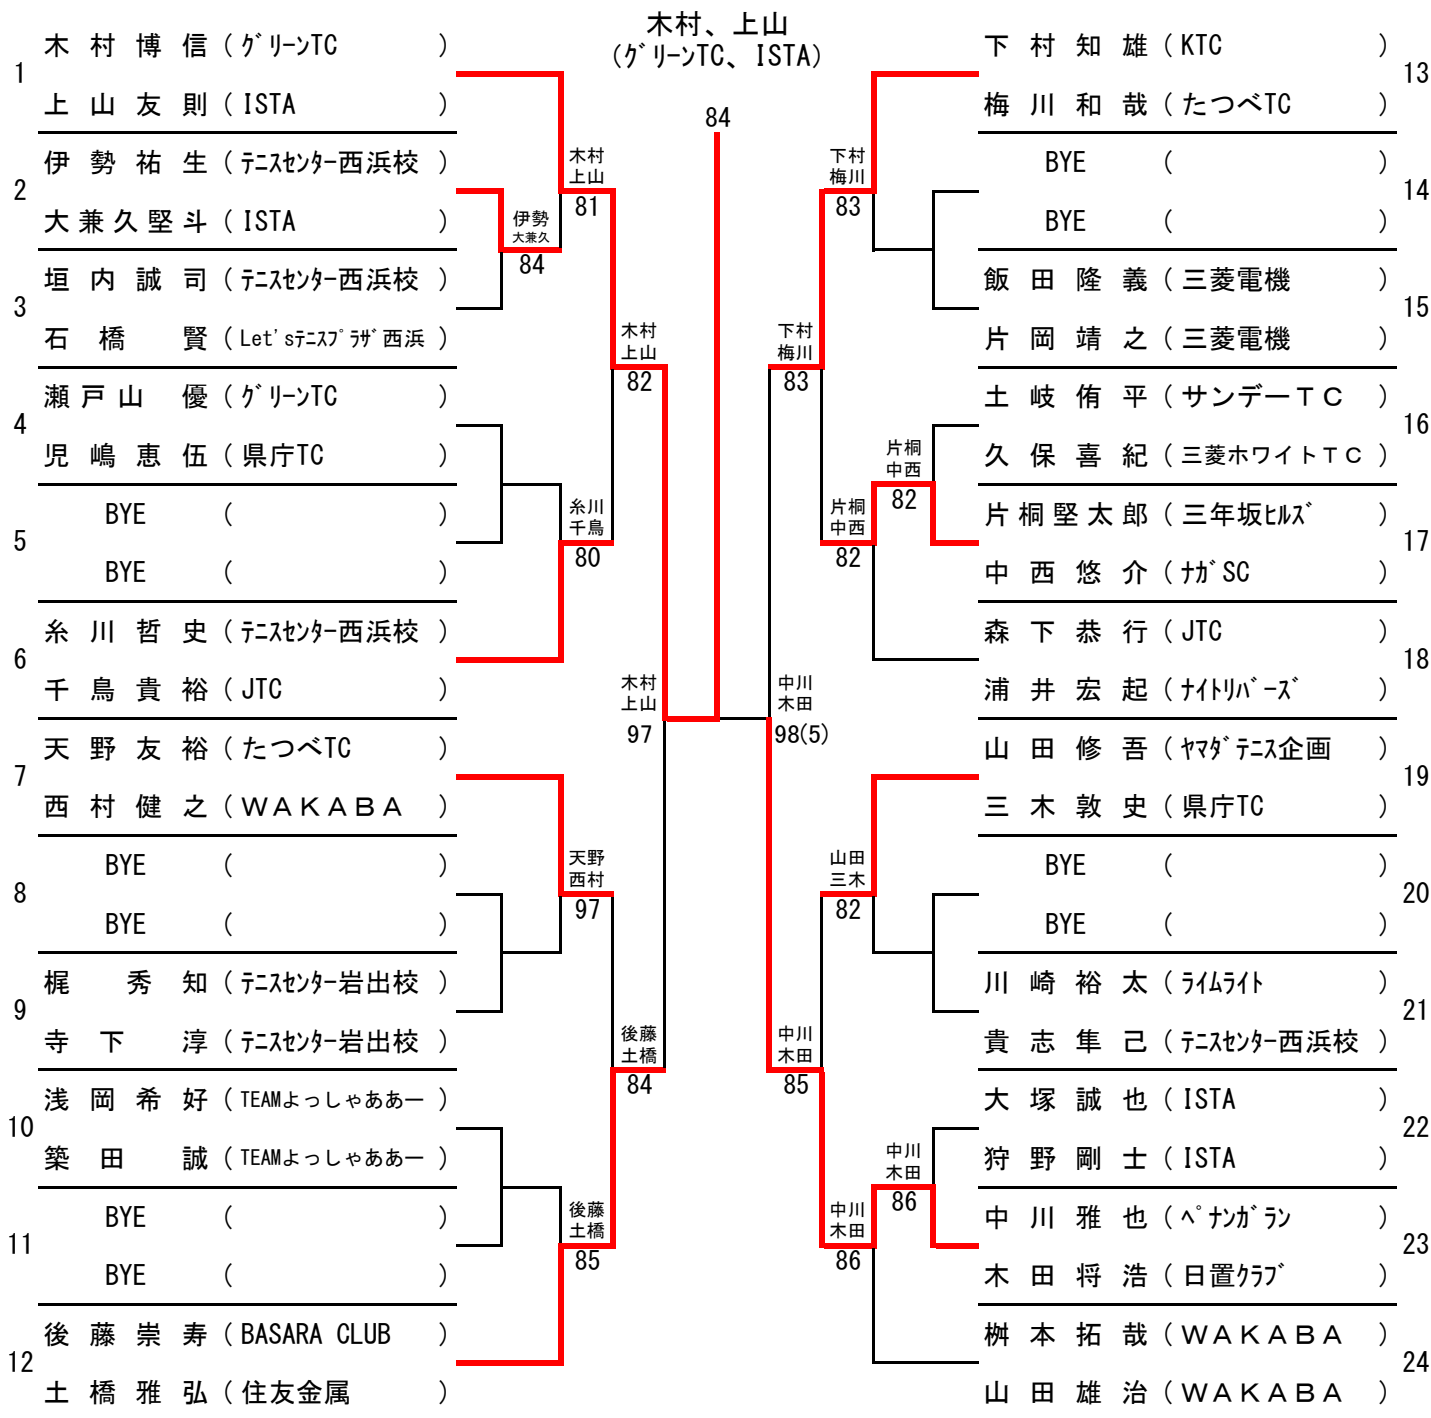 木村、上山
(ｸﾞﾘｰﾝTC、ISTA)
84
1
木村博信 ( ｸﾞﾘｰﾝTC )
上山友則 ( ISTA )
2
伊勢祐生 ( ﾃﾆｽｾﾝﾀｰ西浜校 )
大兼久堅斗 ( ISTA )
3
垣内誠司 ( ﾃﾆｽｾﾝﾀｰ西浜校 )
石橋賢 ( Let'sﾃﾆｽﾌﾟﾗｻﾞ西浜 )
4
瀬戸山優 ( ｸﾞﾘｰﾝTC )
児嶋恵伍 ( 県庁TC )
5
BYE ( )
BYE ( )
6
糸川哲史 ( ﾃﾆｽｾﾝﾀｰ西浜校 )
千鳥貴裕 ( JTC )
7
天野友裕 ( たつべTC )
西村健之 ( ＷＡＫＡＢＡ )
8
BYE ( )
BYE ( )
9
梶秀知 ( ﾃﾆｽｾﾝﾀｰ岩出校 )
寺下淳 ( ﾃﾆｽｾﾝﾀｰ岩出校 )
10
浅岡希好 ( TEAMよっしゃああー )
築田誠 ( TEAMよっしゃああー )
11
BYE ( )
BYE ( )
12
後藤崇寿 ( BASARA CLUB )
土橋雅弘 ( 住友金属 )
伊勢
大兼久
84
木村
上山
81
糸川
千鳥
80
木村
上山
82
天野
西村
97
後藤
土橋
85
後藤
土橋
84
木村
上山
97
下村知雄 ( KTC )
梅川和哉 ( たつべTC )
13
BYE ( )
BYE ( )
14
飯田隆義 ( 三菱電機 )
片岡靖之 ( 三菱電機 )
15
土岐侑平 ( サンデーＴＣ )
久保喜紀 ( 三菱ホワイトＴＣ )
16
片桐堅太郎 ( 三年坂ﾋﾙｽﾞ )
中西悠介 ( ﾅｶﾞSC )
17
森下恭行 ( JTC )
浦井宏起 ( ﾅｲﾄﾘﾊﾞｰｽﾞ )
18
山田修吾 ( ﾔﾏﾀﾞﾃﾆｽ企画 )
三木敦史 ( 県庁TC )
19
BYE ( )
BYE ( )
20
川崎裕太 ( ﾗｲﾑﾗｲﾄ )
貴志隼己 ( ﾃﾆｽｾﾝﾀｰ西浜校 )
21
大塚誠也 ( ISTA )
狩野剛士 ( ISTA )
22
中川雅也 ( ﾍﾟﾅﾝｶﾞﾗﾝ )
木田将浩 ( 日置ｸﾗﾌﾞ )
23
桝本拓哉 ( ＷＡＫＡＢＡ )
山田雄治 ( ＷＡＫＡＢＡ )
24
下村
梅川
83
片桐
中西
82
片桐
中西
82
下村
梅川
83
山田
三木
82
中川
木田
86
中川
木田
86
中川
木田
85
中川
木田
98(5)